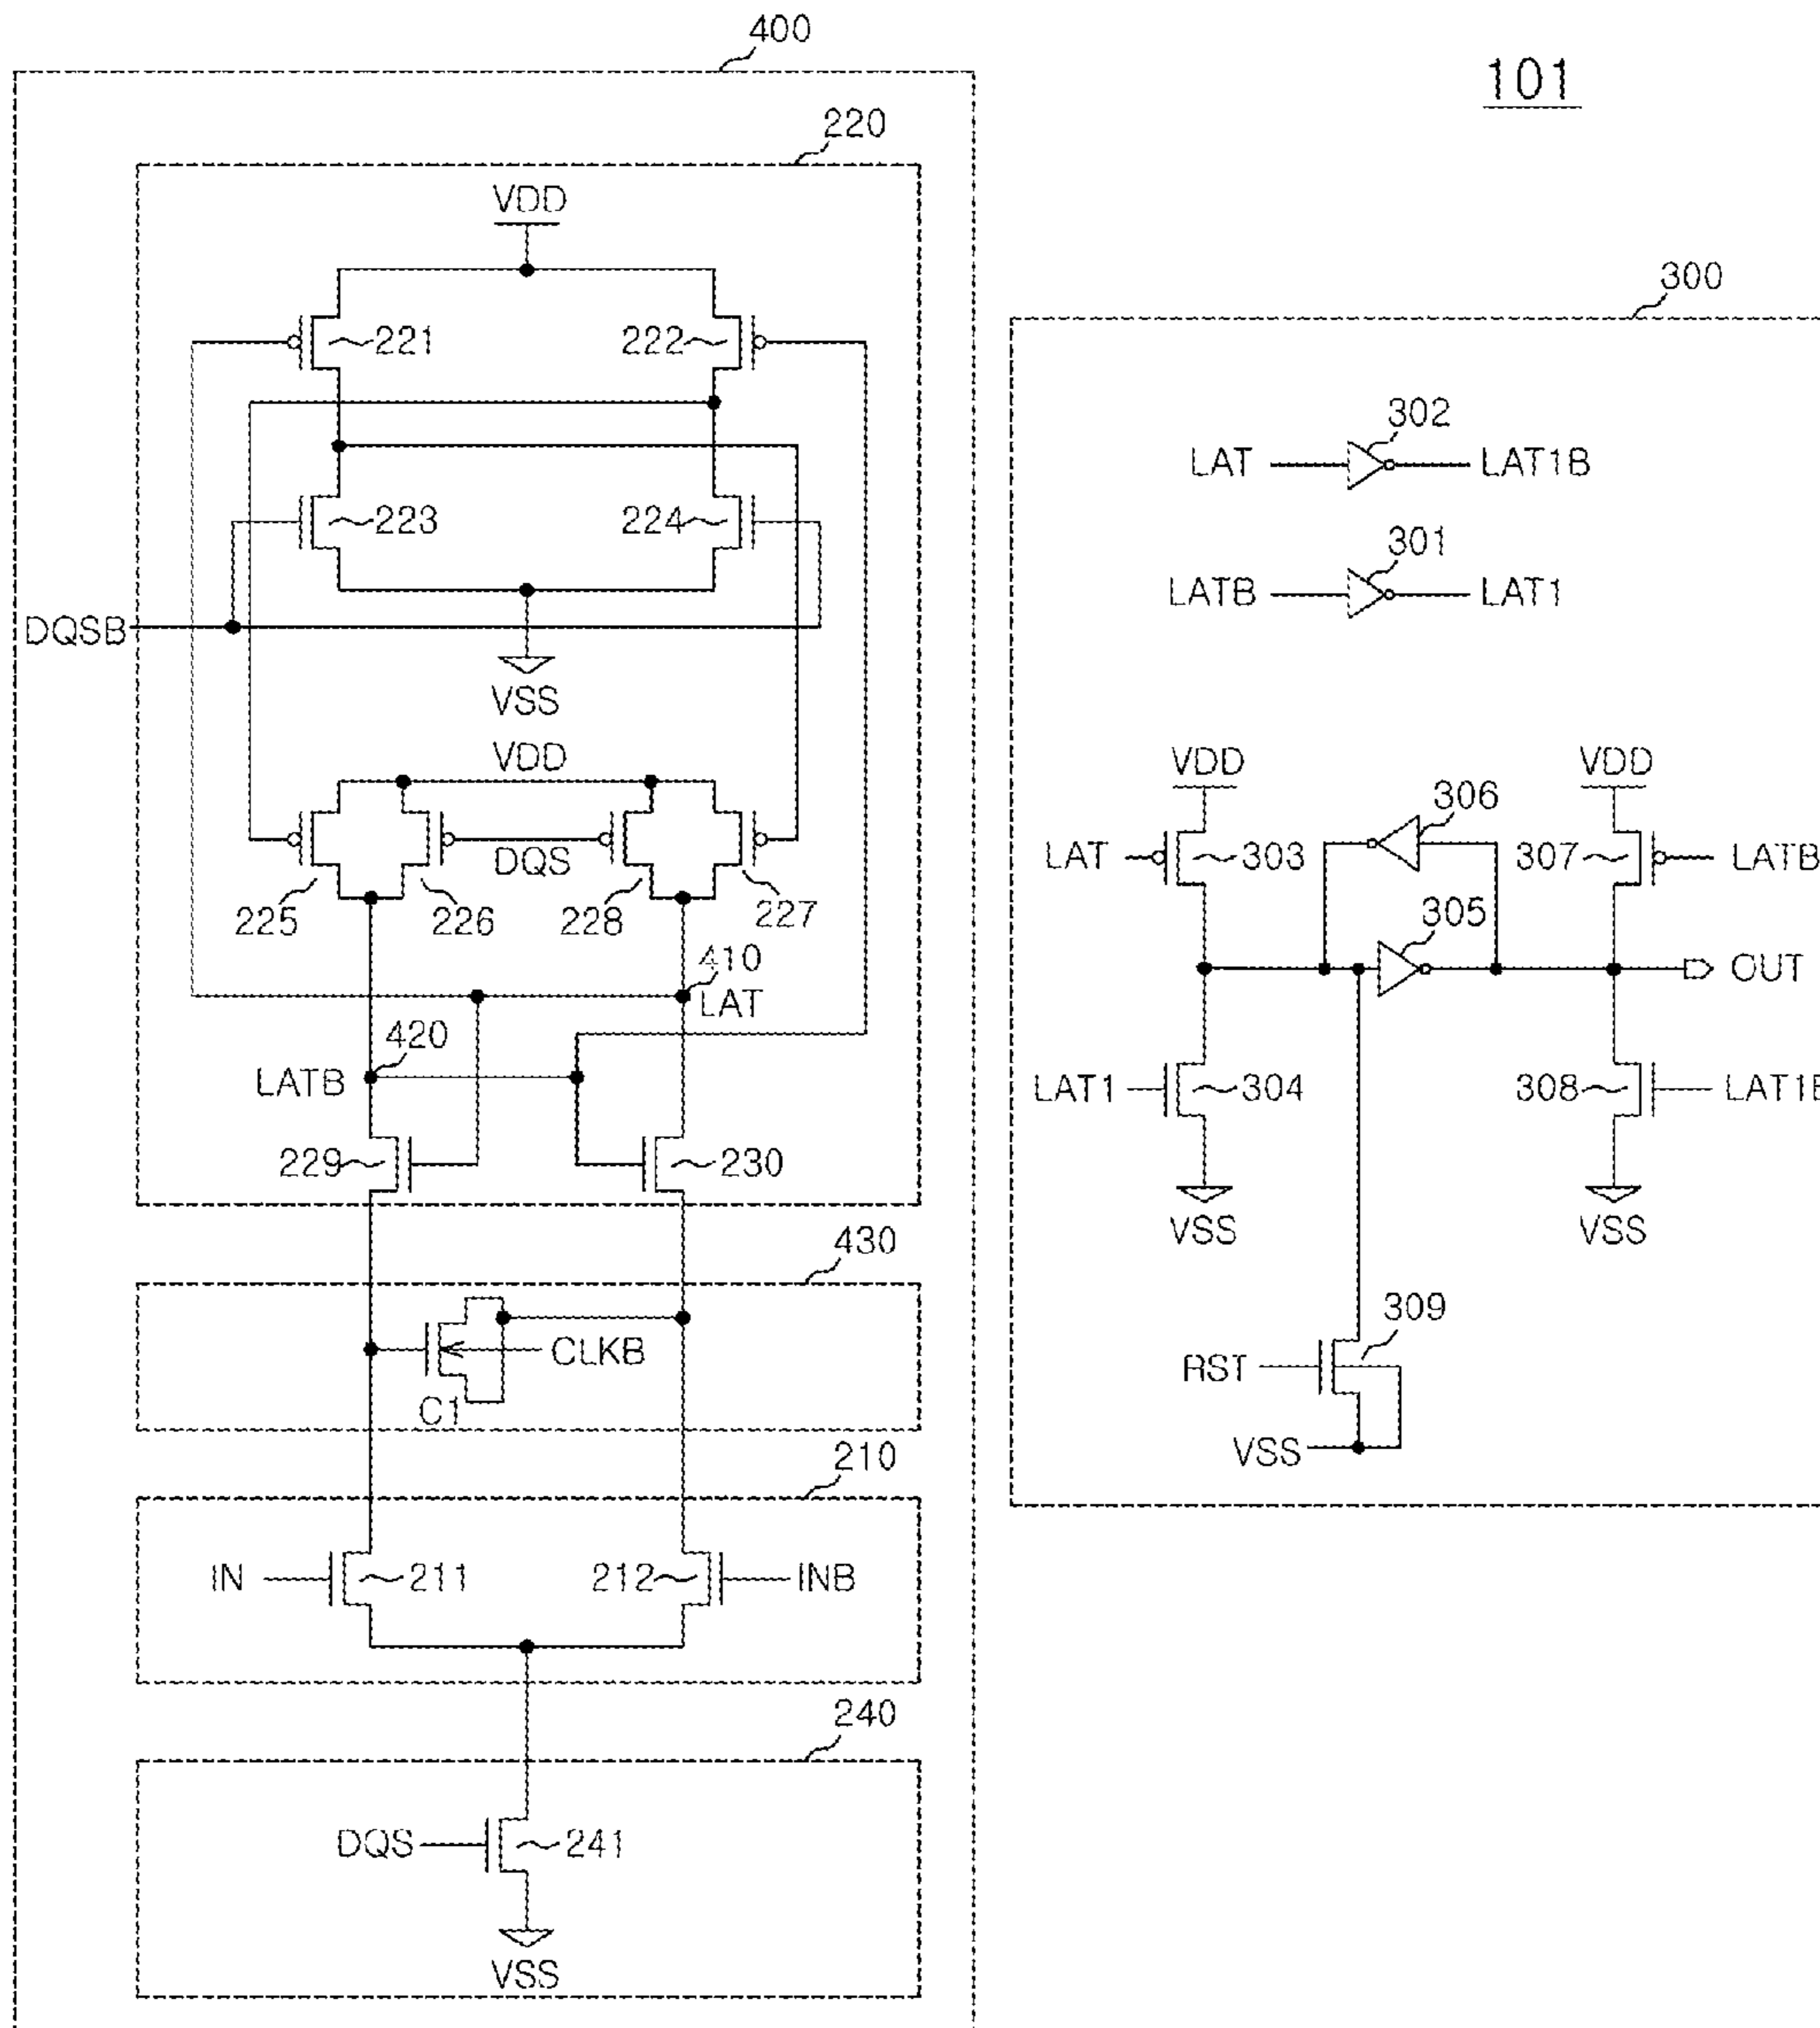 400
101
220
VDD
300
221
222
302
LAT
LAT1B
223
224
301
LATB
LAT1
DQSB
VSS
VDD
VDD
VDD
306
DQS
LAT
303
307
LATB
225
226
228
227
305
410
LAT
OUT
420
LATB
LAT1
304
308
229
230
VSS
VSS
430
CLKB
C1
309
RST
VSS
210
IN
211
212
INB
240
DQS
241
VSS